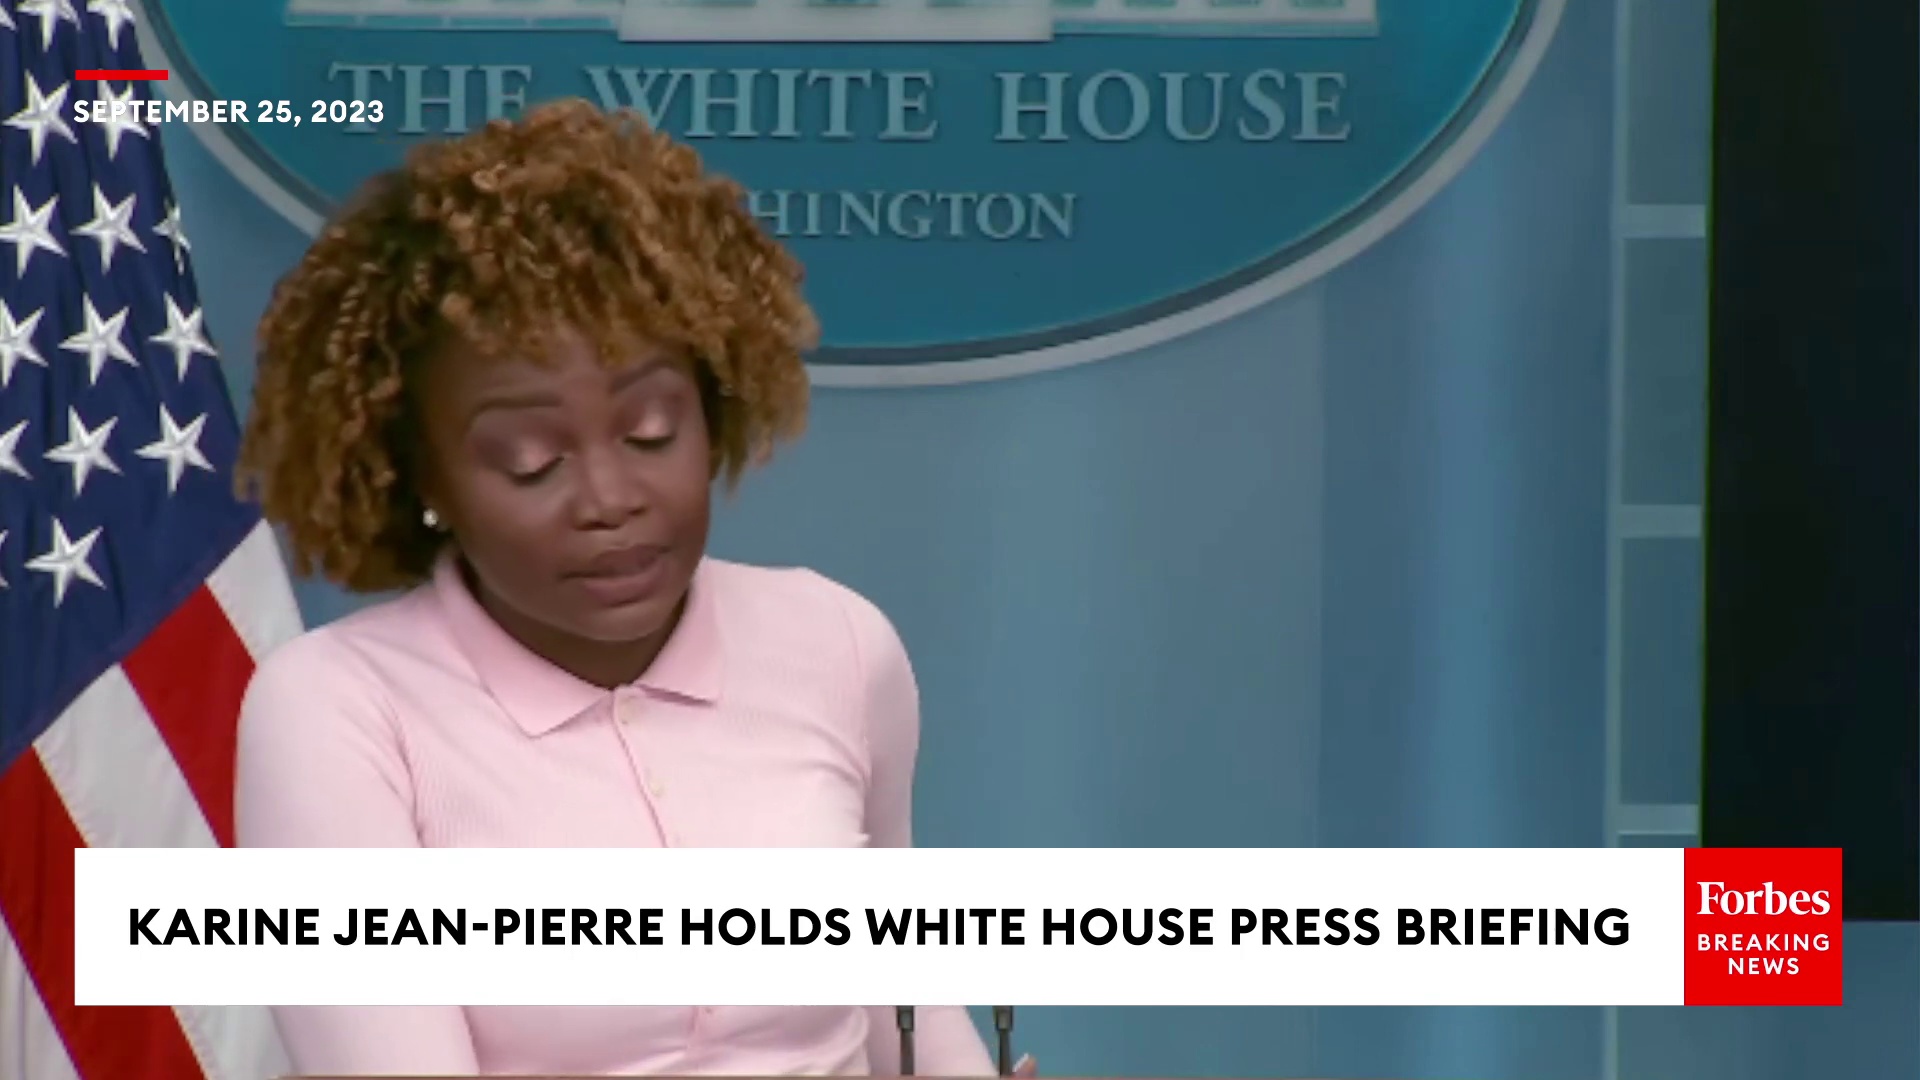 SEPTEMBER 25, 2023
THE WHITE HOUSE
HINGTON
KARINE JEAN-PIERRE HOLDS WHITE HOUSE PRESS BRIEFING
Forbes
BREAKING
NEWS